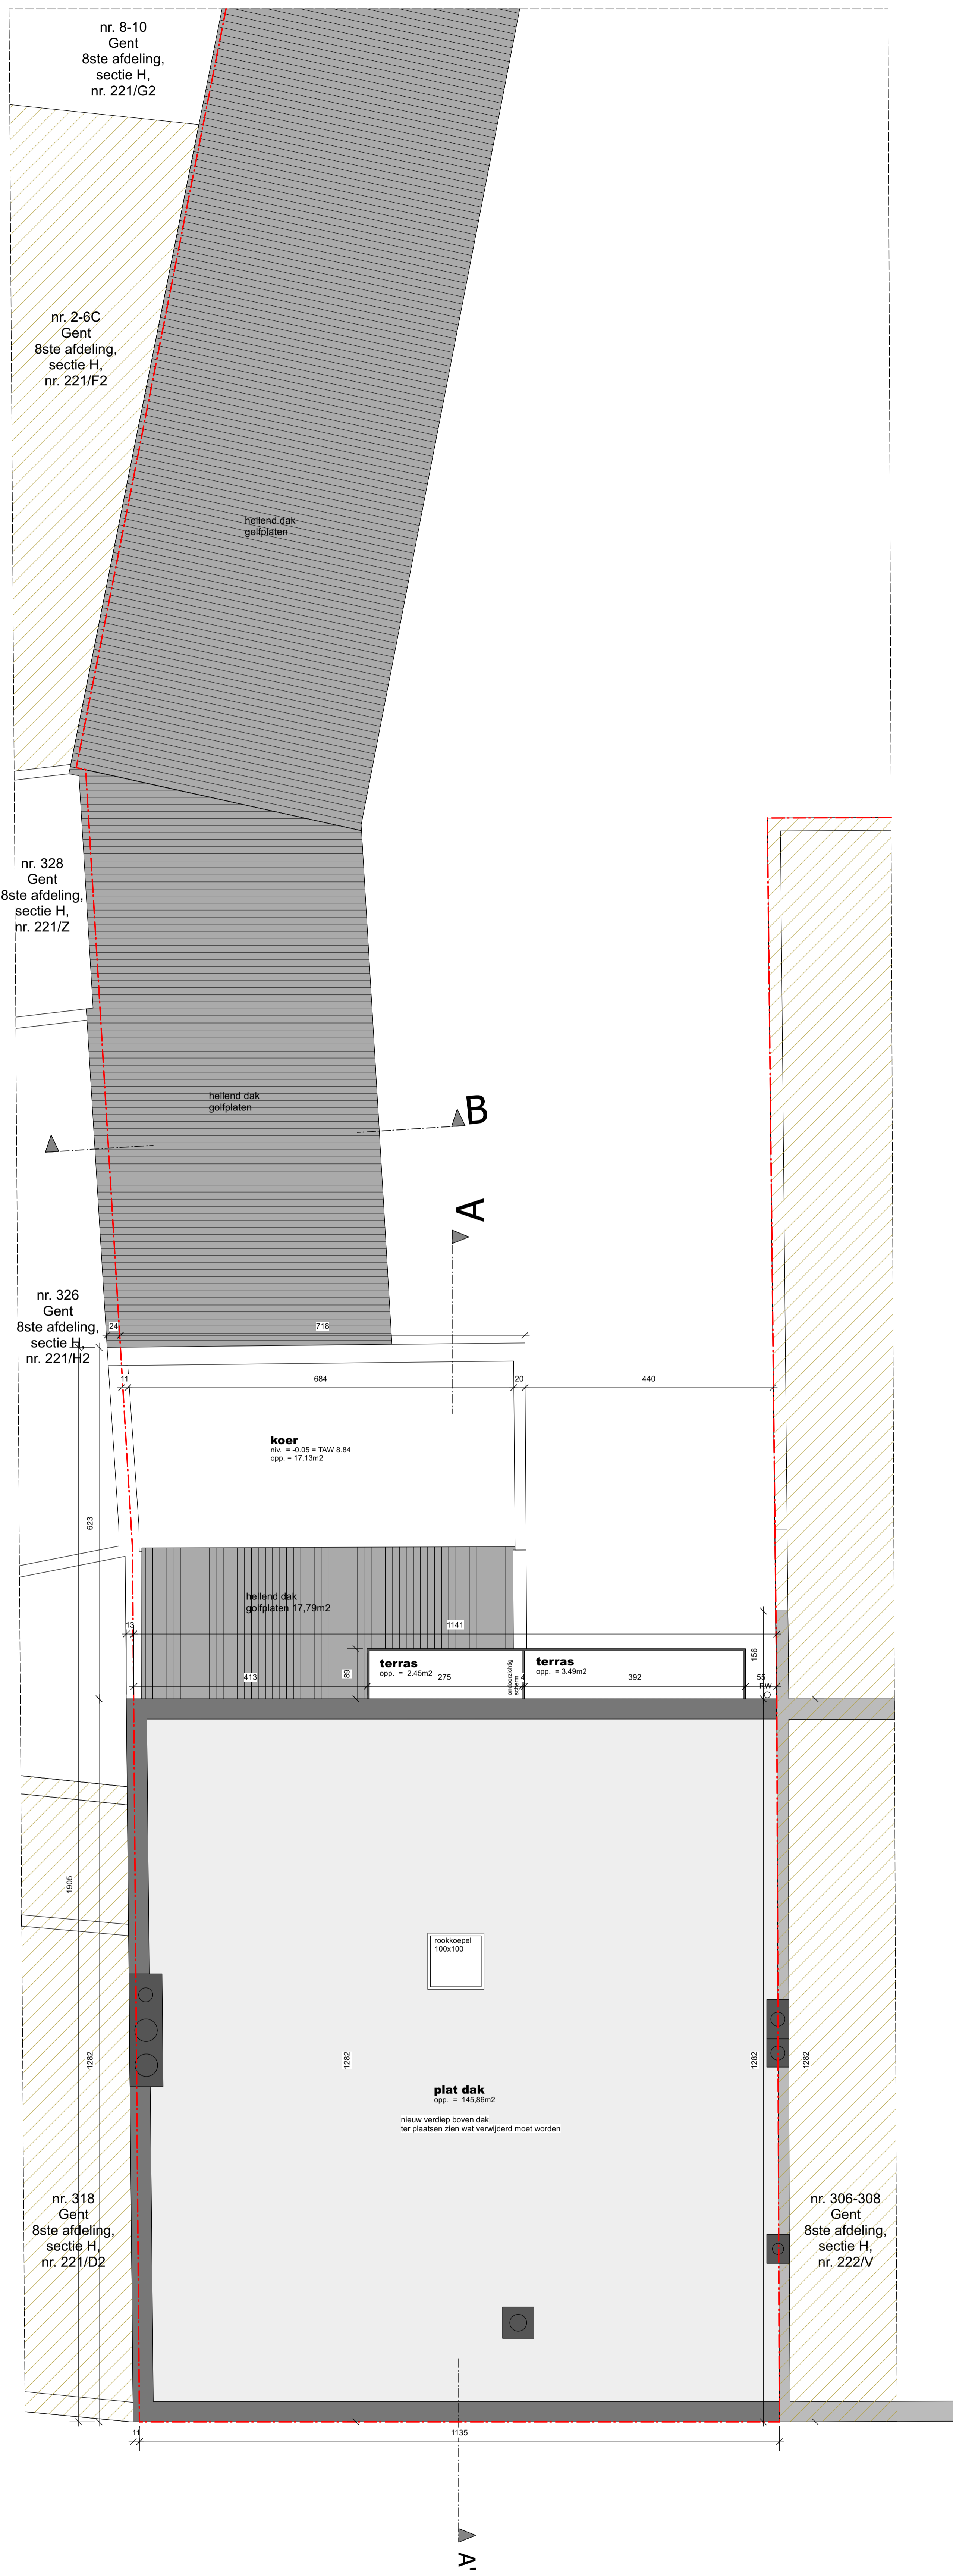 nr. 8-10
Gent
8ste afdeling,
sectie H,
nr. 221/G2
nr. 2-6C
Gent
8ste afdeling,
sectie H,
nr. 221/F2
hellend dak
golfplaten
nr. 328
Gent
8ste afdeling,
sectie H,
nr. 221/Z
hellend dak
golfplaten
B
A
nr. 326
Gent
8ste afdeling,
sectie H,
nr. 221/H2
24
718
11
684
20
440
koer
niv. = -0.05 = TAW 8.84
opp. = 17,13m2
623
hellend dak
golfplaten 17,79m2
13
1141
156
terras
opp. = 2.45m2
terras
opp. = 3.49m2
89
413
275
ondoorzichtig
scherm
4
392
55
RW
1905
rookkoepel
100x100
1282
1282
1282
1282
plat dak
opp. = 145,86m2
nieuw verdiep boven dak
ter plaatsen zien wat verwijderd moet worden
nr. 318
Gent
8ste afdeling,
sectie H,
nr. 221/D2
nr. 306-308
Gent
8ste afdeling,
sectie H,
nr. 222/V
11
1135
A'